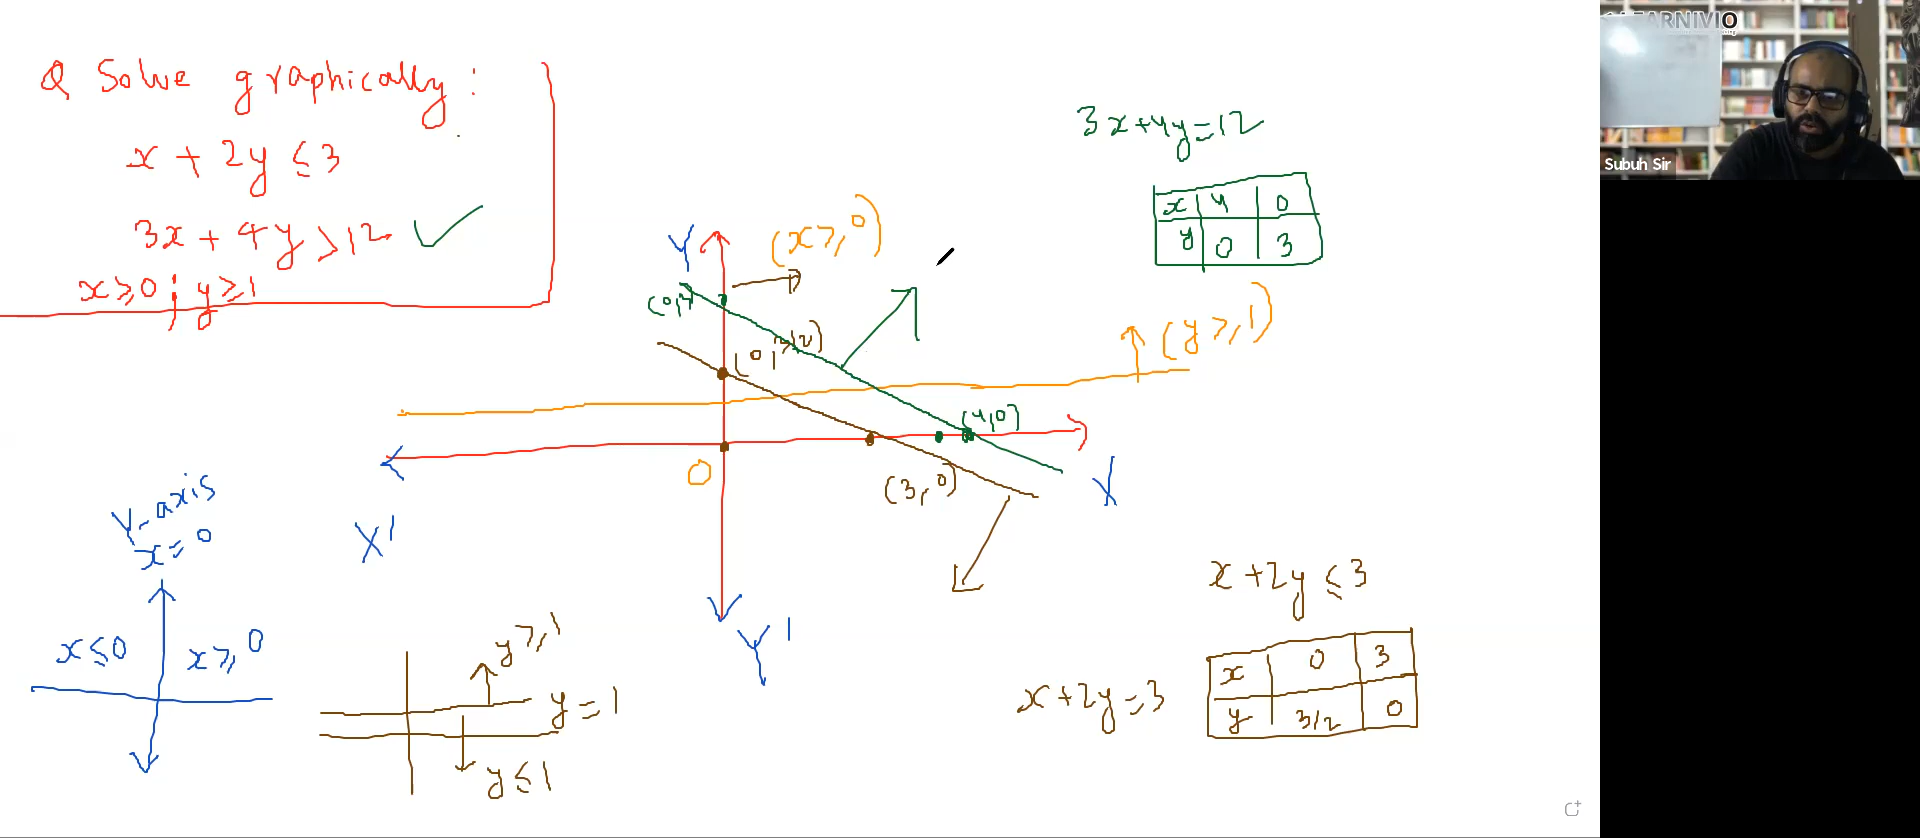 Q Solve graphically:
x + 2y ≤ 3
3x + 4y ≥ 12
x ≥ 0 ; y ≥ 1
3x+4y=12
x 4 0
y 0 3
Y
(x ≥ 0)
(0,3)
(0, 3/2)
(y ≥ 1)
(4,0)
O
(3, 0)
X
X'
Y'
Y-axis
x = 0
x ≤ 0
x ≥ 0
y ≥ 1
y = 1
y ≤ 1
x + 2y ≤ 3
x + 2y = 3
x 0 3
y 3/2 0
LEARNIVIO
Subuh Sir